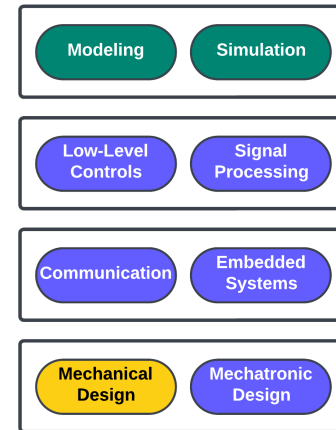 Modeling
Simulation
Low-Level
Controls
Signal
Processing
Communication
Embedded
Systems
Mechanical
Design
Mechatronic
Design